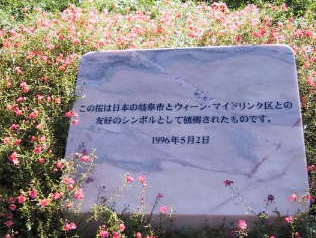 この桜は日本の岐阜市とウィーン・マイドリンク区との
友好のシンボルとして植樹されたものです。
1996年5月2日